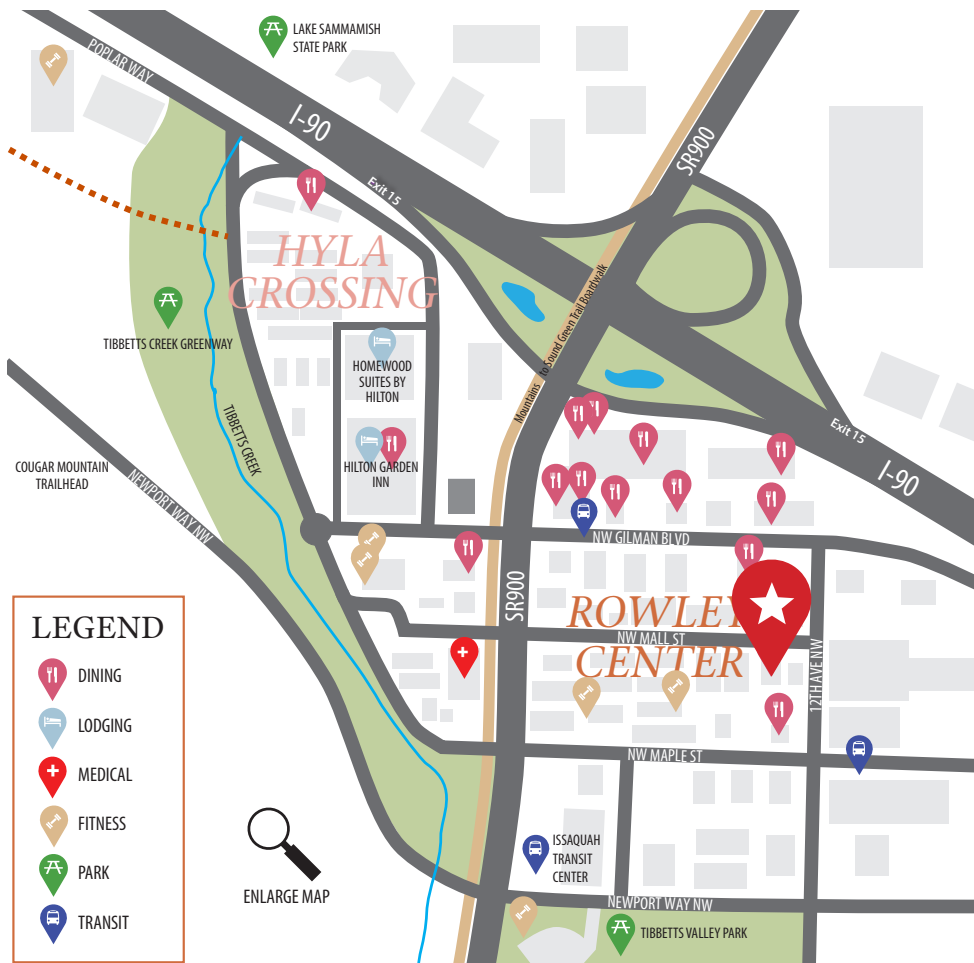 LAKE SAMMAMISH
STATE PARK
POPLAR WAY
I-90
SR900
Exit 15
HYLA
CROSSING
Mountains to Sound Green Trail Boardwalk
TIBBETTS CREEK GREENWAY
HOMEWOOD
SUITES BY
HILTON
TIBBETTS CREEK
HILTON GARDEN
INN
COUGAR MOUNTAIN
TRAILHEAD
NEWPORT WAY NW
Exit 15
I-90
NW GILMAN BLVD
SR900
ROWLEY
CENTER
NW MALL ST
12TH AVE NW
NW MAPLE ST
LEGEND
DINING
LODGING
MEDICAL
FITNESS
PARK
TRANSIT
ENLARGE MAP
ISSAQUAH
TRANSIT
CENTER
NEWPORT WAY NW
TIBBETTS VALLEY PARK